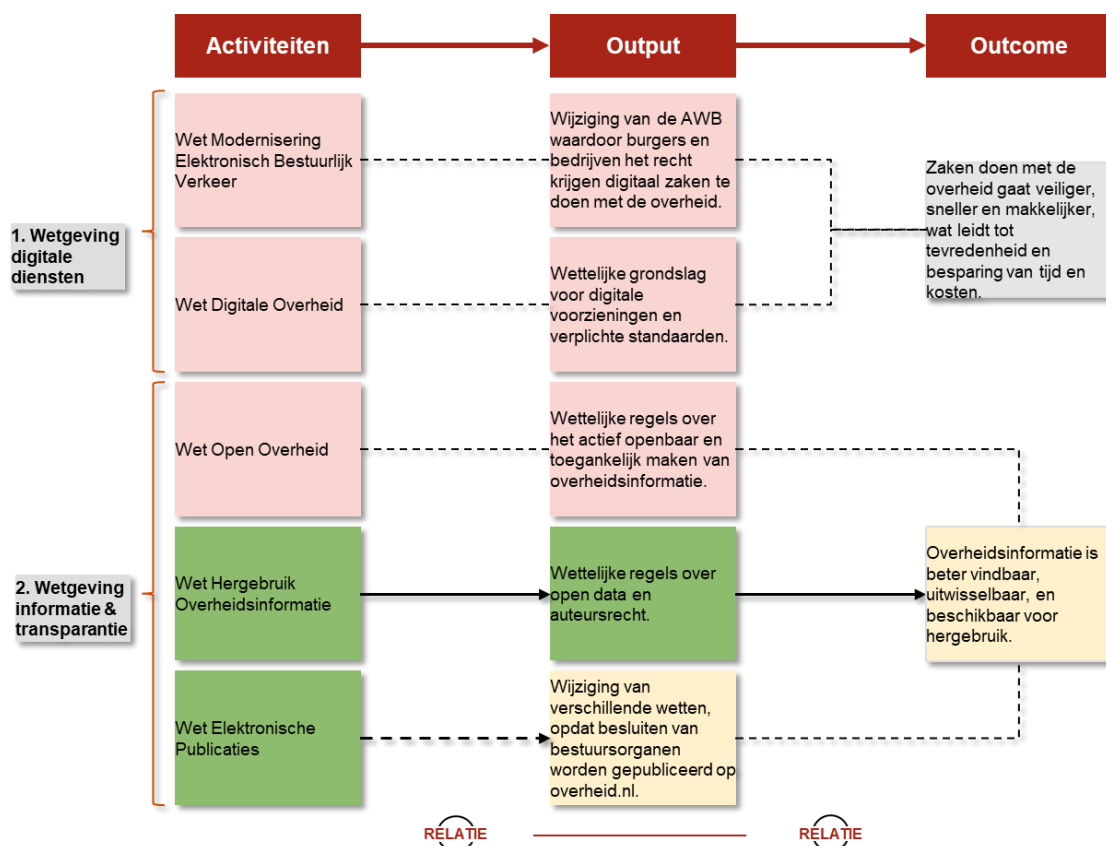 Activiteiten
Output
Outcome
1. Wetgeving
digitale
diensten
Wet Modernisering
Elektronisch Bestuurlijk
Verkeer
Wijziging van de AWB
waardoor burgers en
bedrijven het recht
krijgen digitaal zaken te
doen met de overheid.
Zaken doen met de
overheid gaat veiliger,
sneller en makkelijker,
wat leidt tot
tevredenheid en
besparing van tijd en
kosten.
Wet Digitale Overheid
Wettelijke grondslag
voor digitale
voorzieningen en
verplichte standaarden.
2. Wetgeving
informatie &
transparantie
Wet Open Overheid
Wettelijke regels over
het actief openbaar en
toegankelijk maken van
overheidsinformatie.
Wet Hergebruik
Overheidsinformatie
Wettelijke regels over
open data en
auteursrecht.
Overheidsinformatie is
beter vindbaar,
uitwisselbaar, en
beschikbaar voor
hergebruik.
Wet Elektronische
Publicaties
Wijziging van
verschillende wetten,
opdat besluiten van
bestuursorganen
worden gepubliceerd op
overheid.nl.
RELATIE
RELATIE